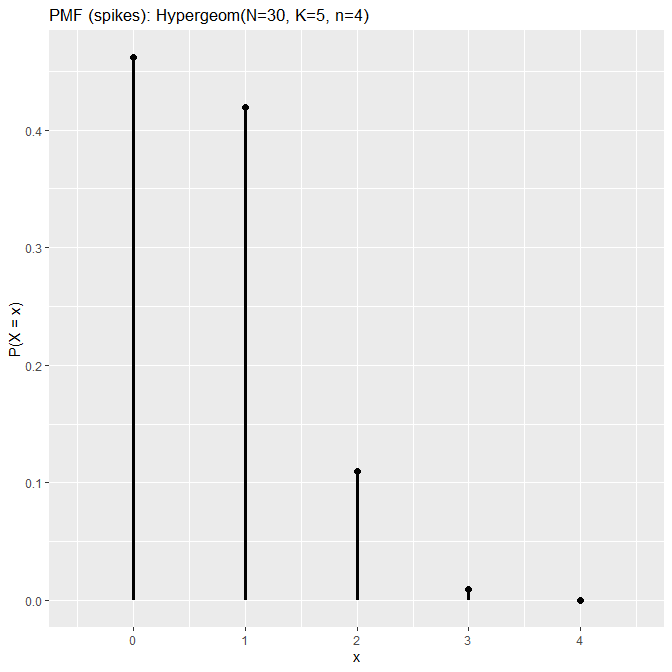 PMF (spikes): Hypergeom(N=30, K=5, n=4)
P(X = x)
0.4
0.3
0.2
0.1
0.0
0 1 2 3 4
x